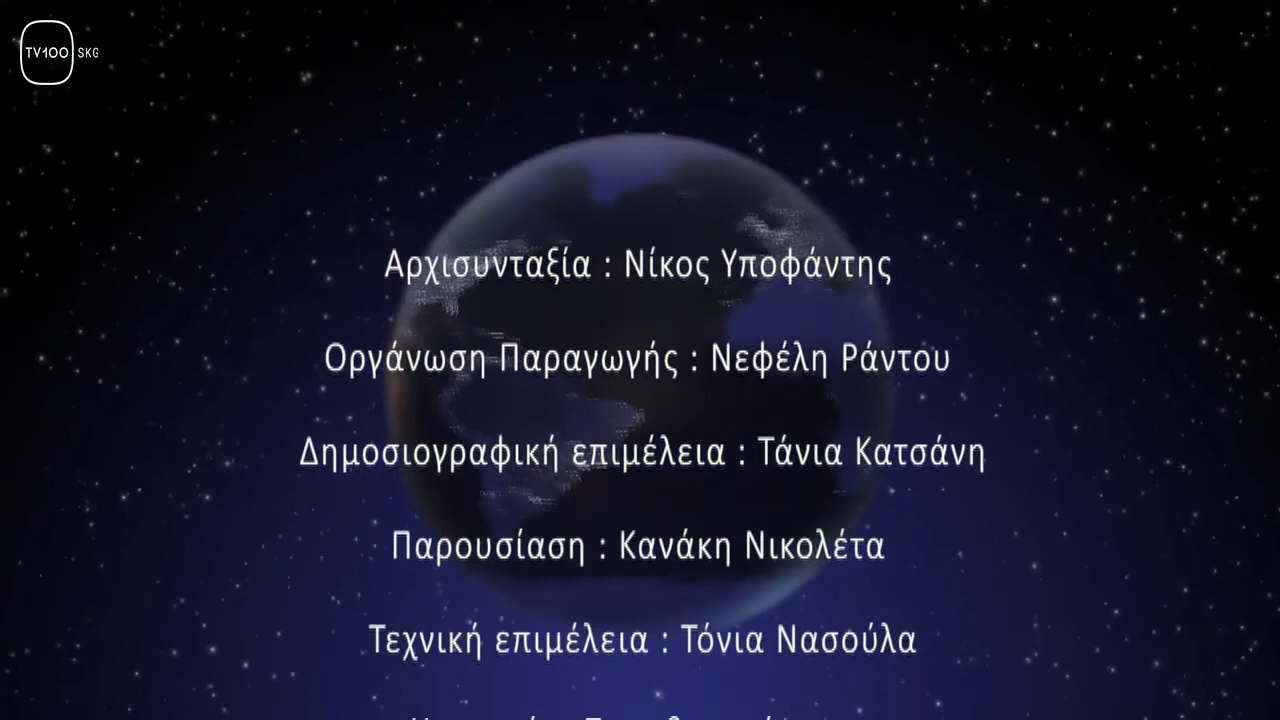 TV100 SKG
Αρχισυνταξία : Νίκος Υποφάντης
Οργάνωση Παραγωγής : Νεφέλη Ράντου
Δημοσιογραφική επιμέλεια : Τάνια Κατσάνη
Παρουσίαση : Κανάκη Νικολέτα
Τεχνική επιμέλεια : Τόνια Νασούλα